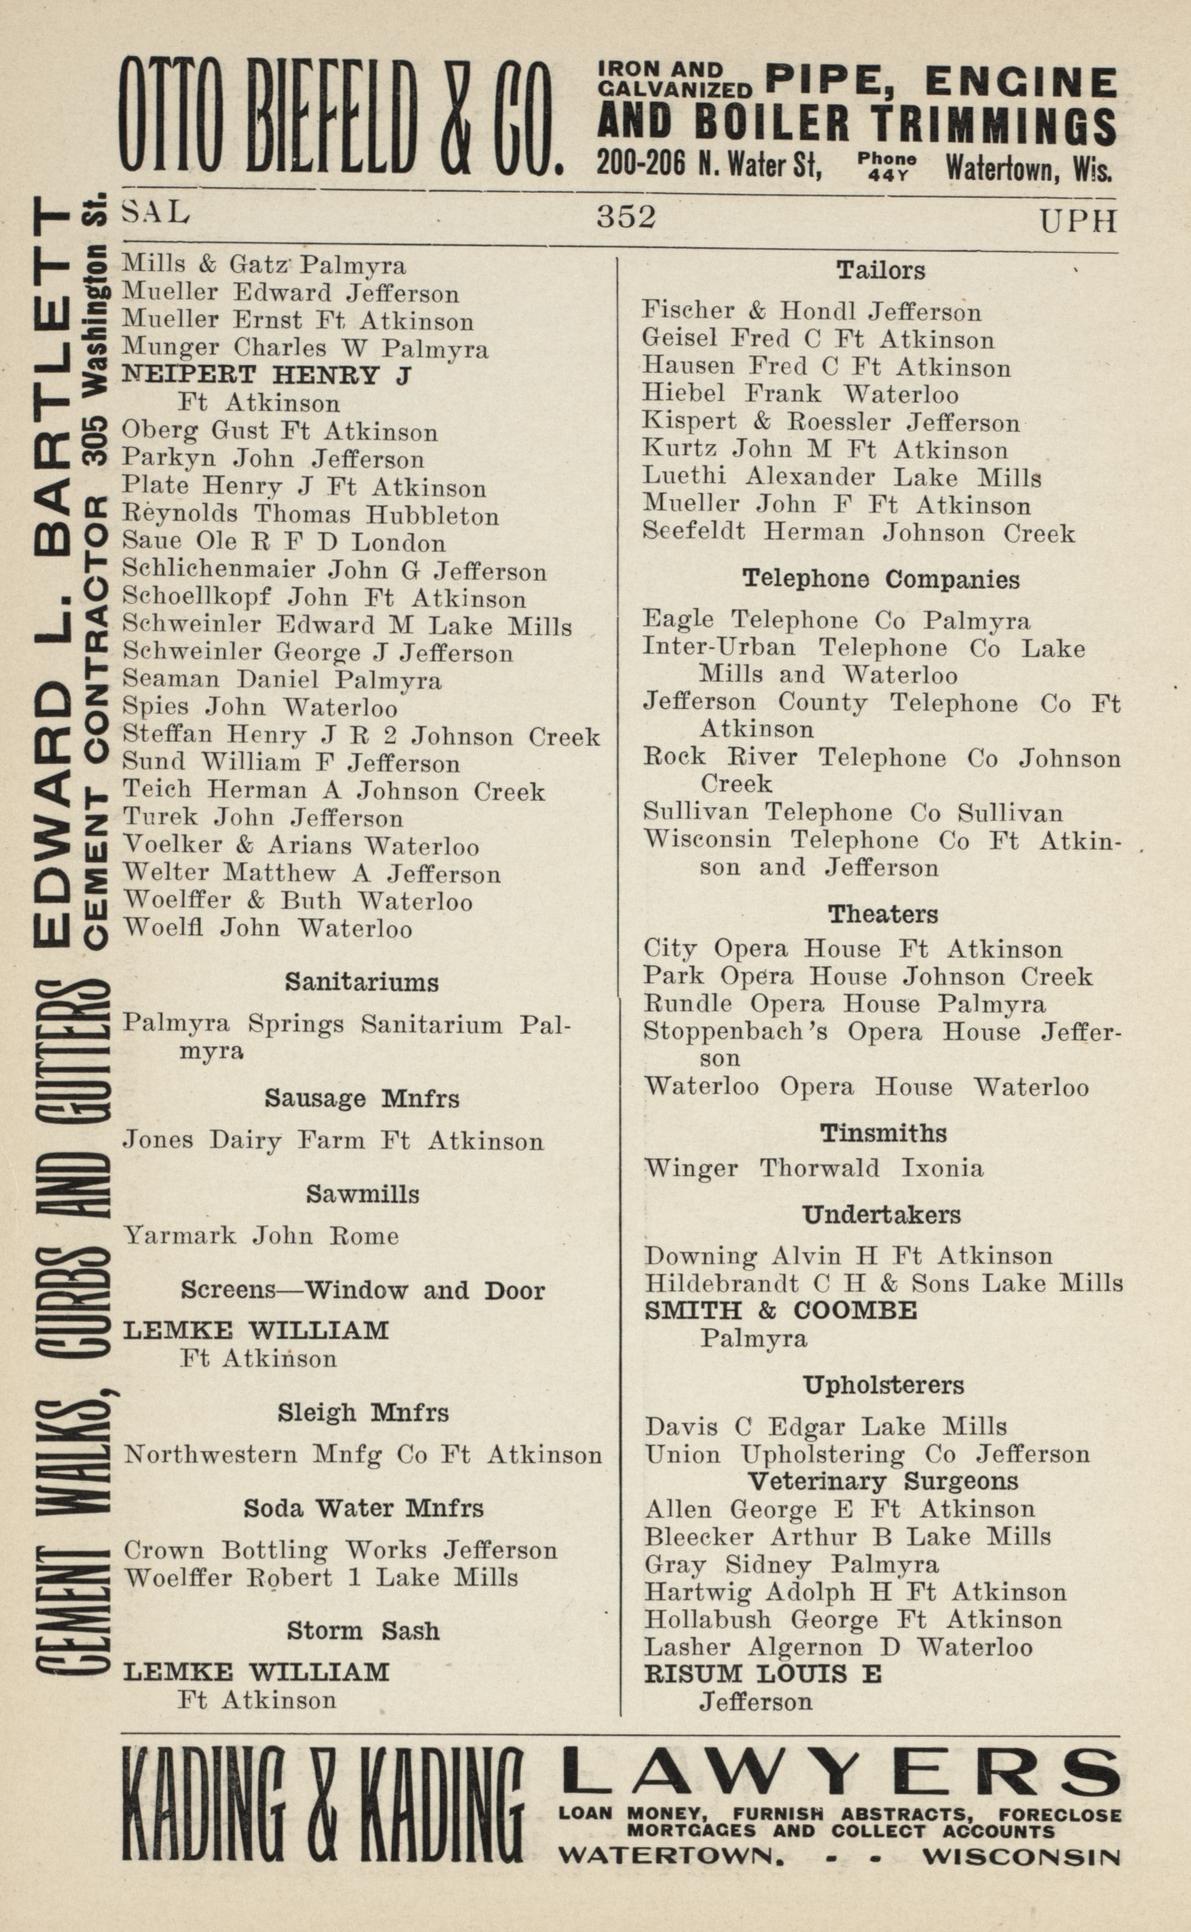 OTTO BIEFELD & CO.
IRON AND GALVANIZED PIPE, ENGINE
AND BOILER TRIMMINGS
200-206 N. Water St, Phone 44Y Watertown, Wis.
SAL 352 UPH
EDWARD L. BARTLETT
CEMENT CONTRACTOR 305 Washington St.
CEMENT WALKS, CURBS AND GUTTERS
Mills & Gatz Palmyra
Mueller Edward Jefferson
Mueller Ernst Ft Atkinson
Munger Charles W Palmyra
NEIPERT HENRY J
Ft Atkinson
Oberg Gust Ft Atkinson
Parkyn John Jefferson
Plate Henry J Ft Atkinson
Reynolds Thomas Hubbleton
Saue Ole R F D London
Schlichenmaier John G Jefferson
Schoellkopf John Ft Atkinson
Schweinler Edward M Lake Mills
Schweinler George J Jefferson
Seaman Daniel Palmyra
Spies John Waterloo
Steffan Henry J R 2 Johnson Creek
Sund William F Jefferson
Teich Herman A Johnson Creek
Turek John Jefferson
Voelker & Arians Waterloo
Welter Matthew A Jefferson
Woelffer & Buth Waterloo
Woelfl John Waterloo
Sanitariums
Palmyra Springs Sanitarium Pal-
myra
Sausage Mnfrs
Jones Dairy Farm Ft Atkinson
Sawmills
Yarmark John Rome
Screens—Window and Door
LEMKE WILLIAM
Ft Atkinson
Sleigh Mnfrs
Northwestern Mnfg Co Ft Atkinson
Soda Water Mnfrs
Crown Bottling Works Jefferson
Woelffer Robert 1 Lake Mills
Storm Sash
LEMKE WILLIAM
Ft Atkinson
Tailors
Fischer & Hondl Jefferson
Geisel Fred C Ft Atkinson
Hausen Fred C Ft Atkinson
Hiebel Frank Waterloo
Kispert & Roessler Jefferson
Kurtz John M Ft Atkinson
Luethi Alexander Lake Mills
Mueller John F Ft Atkinson
Seefeldt Herman Johnson Creek
Telephone Companies
Eagle Telephone Co Palmyra
Inter-Urban Telephone Co Lake
Mills and Waterloo
Jefferson County Telephone Co Ft
Atkinson
Rock River Telephone Co Johnson
Creek
Sullivan Telephone Co Sullivan
Wisconsin Telephone Co Ft Atkin-
son and Jefferson
Theaters
City Opera House Ft Atkinson
Park Opera House Johnson Creek
Rundle Opera House Palmyra
Stoppenbach's Opera House Jeffer-
son
Waterloo Opera House Waterloo
Tinsmiths
Winger Thorwald Ixonia
Undertakers
Downing Alvin H Ft Atkinson
Hildebrandt C H & Sons Lake Mills
SMITH & COOMBE
Palmyra
Upholsterers
Davis C Edgar Lake Mills
Union Upholstering Co Jefferson
Veterinary Surgeons
Allen George E Ft Atkinson
Bleecker Arthur B Lake Mills
Gray Sidney Palmyra
Hartwig Adolph H Ft Atkinson
Hollabush George Ft Atkinson
Lasher Algernon D Waterloo
RISUM LOUIS E
Jefferson
KADING & KADING
LAWYERS
LOAN MONEY, FURNISH ABSTRACTS, FORECLOSE
MORTGAGES AND COLLECT ACCOUNTS
WATERTOWN. - - WISCONSIN